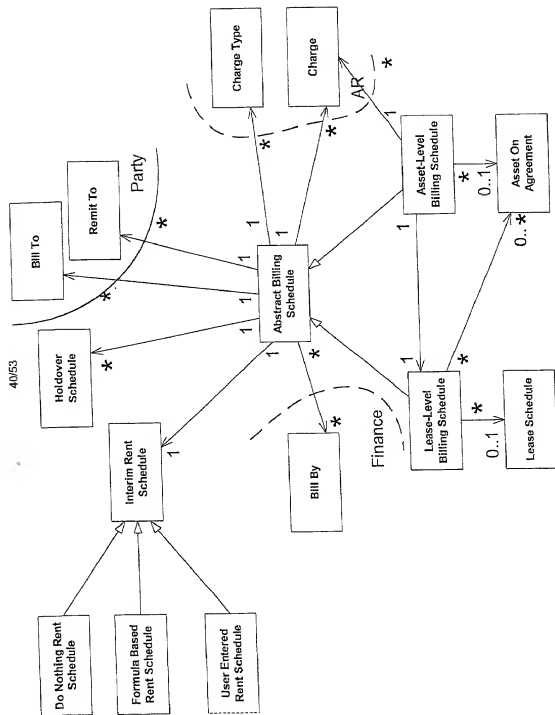 40/53
Do Nothing Rent
Schedule
Formula Based
Rent Schedule
User Entered
Rent Schedule
Interim Rent
Schedule
1
Holdover
Schedule
*
Bill To
*
Remit To
*
Party
Charge Type
*
Charge
*
AR
*
Abstract Billing
Schedule
1
1
1
1
1
1
1
*
Bill By
*
Finance
Lease-Level
Billing Schedule
1
*
*
0..1
Lease Schedule
Asset-Level
Billing Schedule
1
1
*
0..1
0..*
Asset On
Agreement